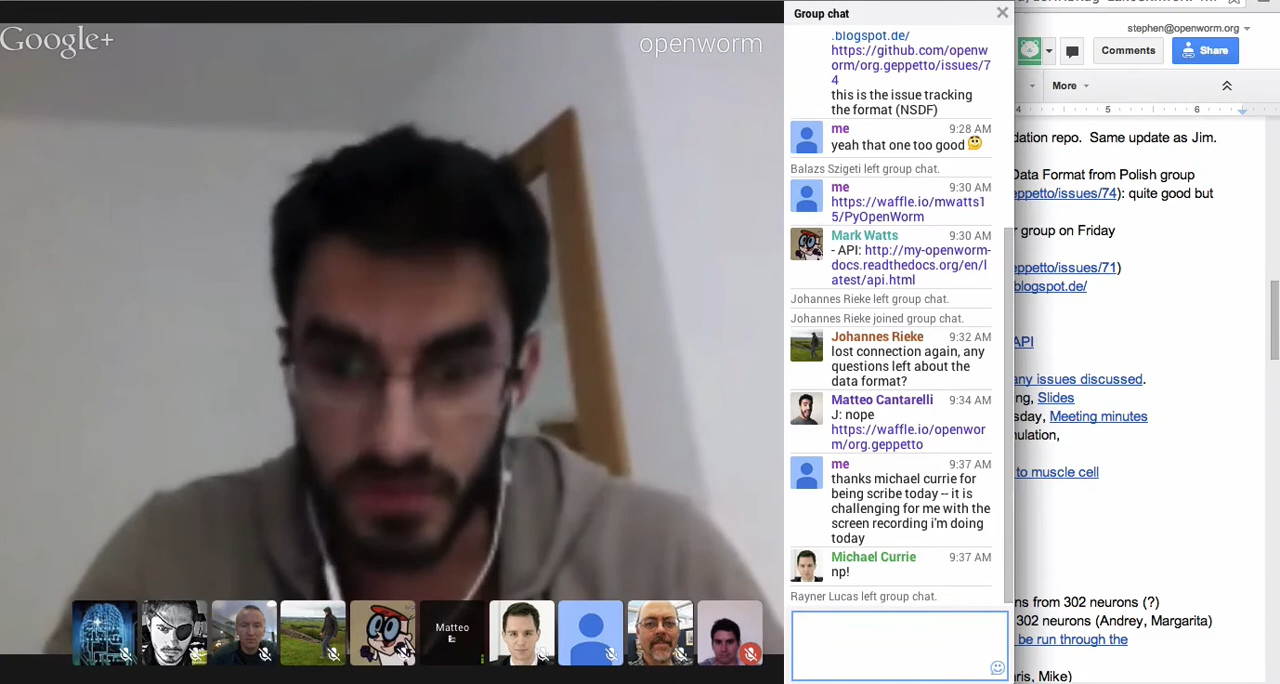 Google+
openworm
Matteo
Group chat
.blogspot.de/
https://github.com/openw
orm/org.geppetto/issues/7
4
this is the issue tracking
the format (NSDF)
me 9:28 AM
yeah that one too good
Balazs Szigeti left group chat.
me 9:30 AM
https://waffle.io/mwatts1
5/PyOpenWorm
Mark Watts 9:30 AM
- API: http://my-openworm-
docs.readthedocs.org/en/l
atest/api.html
Johannes Rieke left group chat.
Johannes Rieke joined group chat.
Johannes Rieke 9:32 AM
lost connection again, any
questions left about the
data format?
Matteo Cantarelli 9:34 AM
J: nope
https://waffle.io/openwor
m/org.geppetto
me 9:37 AM
thanks michael currie for
being scribe today -- it is
challenging for me with the
screen recording i'm doing
today
Michael Currie 9:37 AM
np!
Rayner Lucas left group chat.
stephen@openworm.org
Comments
Share
More
4 5 6
dation repo. Same update as Jim.
Data Format from Polish group
eppetto/issues/74): quite good but
r group on Friday
eppetto/issues/71)
blogspot.de/
API
any issues discussed.
ng, Slides
sday, Meeting minutes
nulation,
to muscle cell
ns from 302 neurons (?)
302 neurons (Andrey, Margarita)
be run through the
ris, Mike)